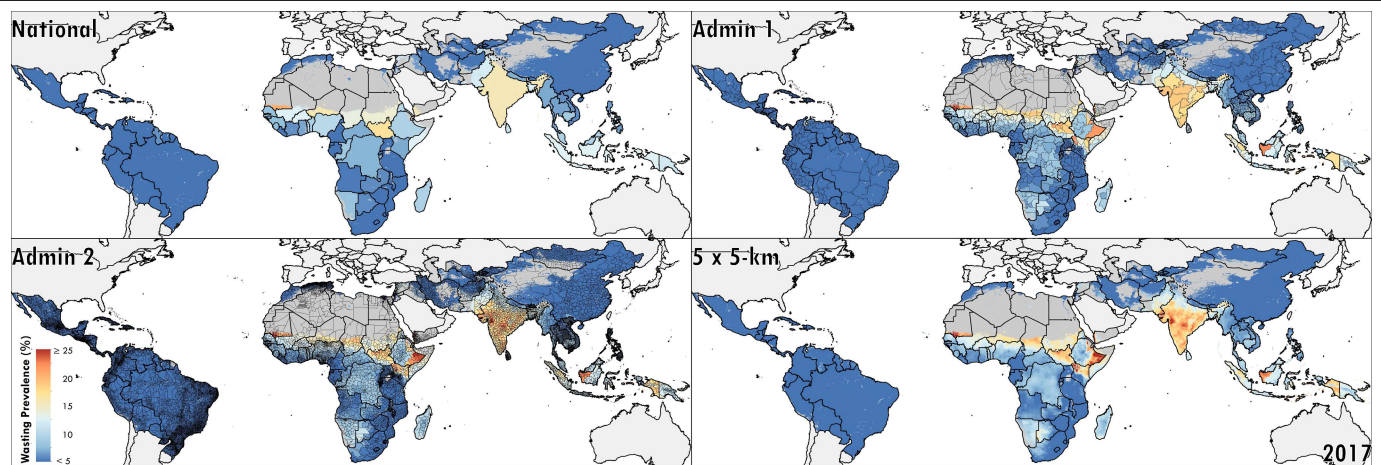 National
Admin 1
Admin 2
5 x 5-km
Wasting Prevalence (%)
≥ 25
20
15
10
< 5
2017